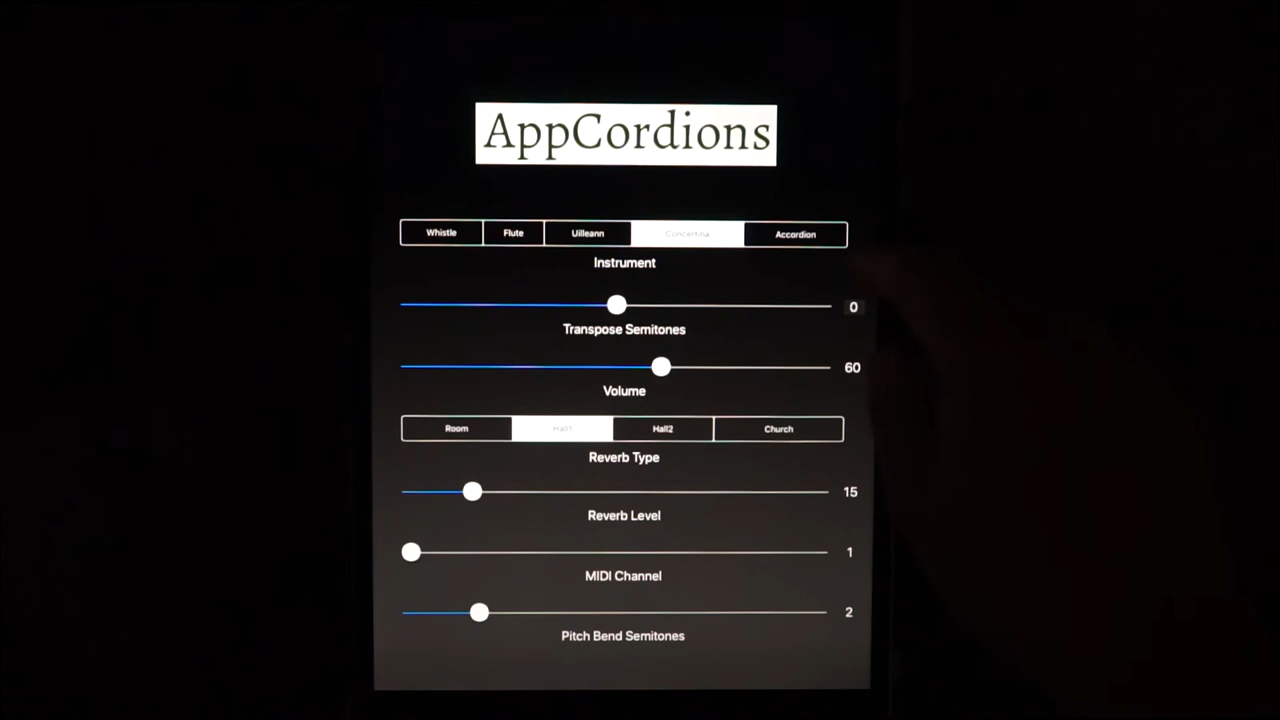 AppCordions
Whistle Flute Uilleann Concertina Accordion
Instrument
0
Transpose Semitones
60
Volume
Room Hall1 Hall2 Church
Reverb Type
15
Reverb Level
1
MIDI Channel
2
Pitch Bend Semitones